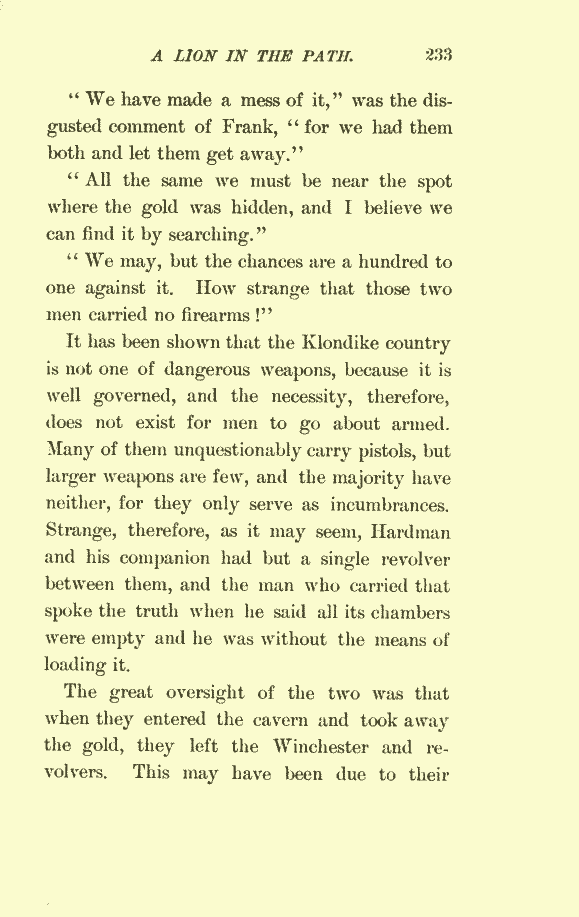 A LION IN THE PATH. 233
“ We have made a mess of it,” was the dis-
gusted comment of Frank, “ for we had them
both and let them get away.”
“ All the same we must be near the spot
where the gold was hidden, and I believe we
can find it by searching.”
“ We may, but the chances are a hundred to
one against it. How strange that those two
men carried no firearms !”
It has been shown that the Klondike country
is not one of dangerous weapons, because it is
well governed, and the necessity, therefore,
does not exist for men to go about armed.
Many of them unquestionably carry pistols, but
larger weapons are few, and the majority have
neither, for they only serve as incumbrances.
Strange, therefore, as it may seem, Hardman
and his companion had but a single revolver
between them, and the man who carried that
spoke the truth when he said all its chambers
were empty and he was without the means of
loading it.
The great oversight of the two was that
when they entered the cavern and took away
the gold, they left the Winchester and re-
volvers. This may have been due to their